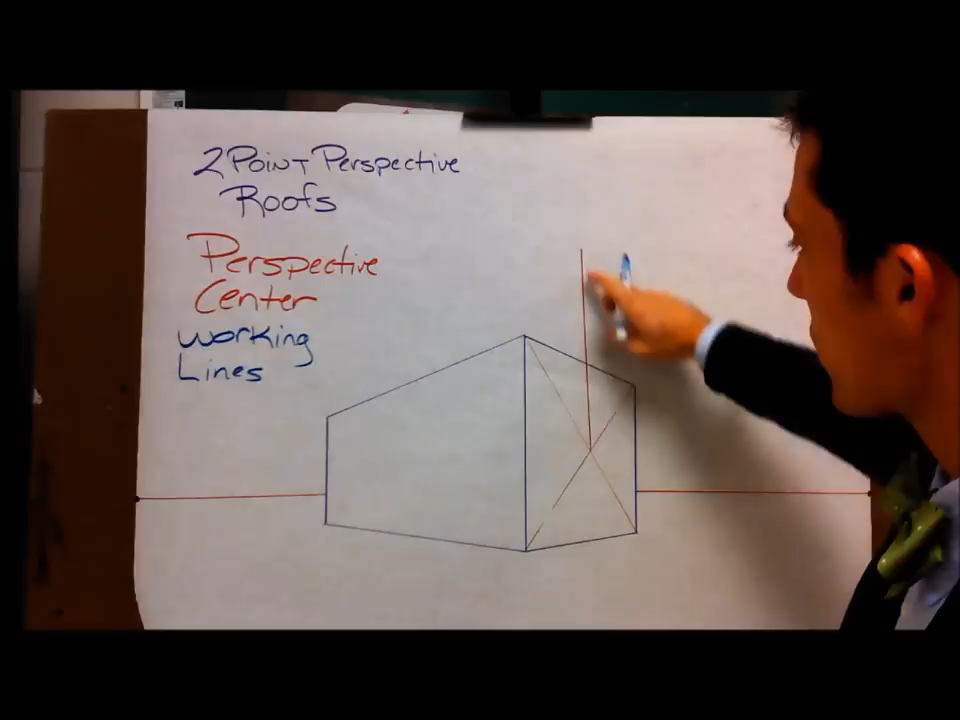 2 Point Perspective
Roofs
Perspective
Center
Working
Lines